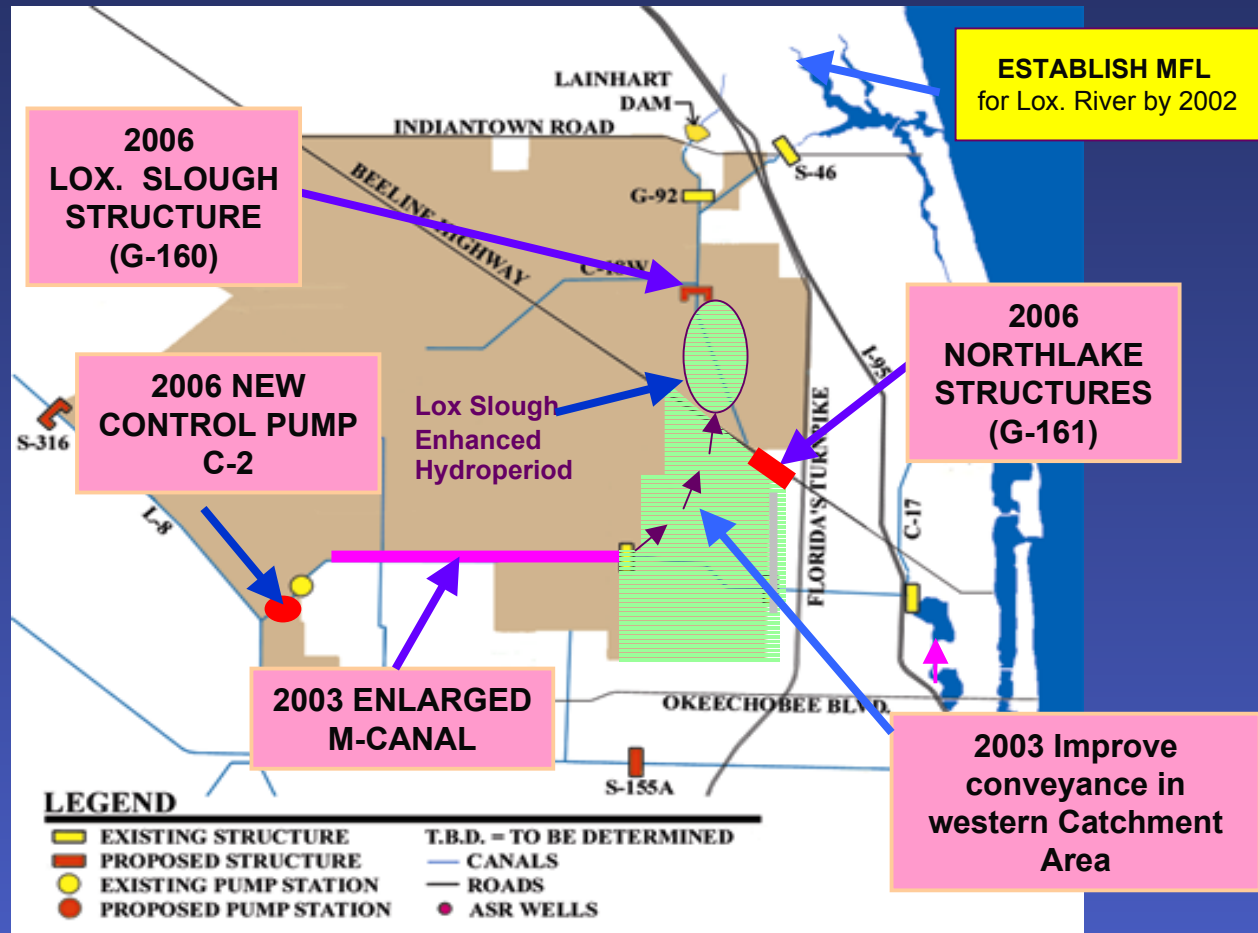 ESTABLISH MFL
for Lox. River by 2002
LAINHART
DAM
INDIANTOWN ROAD
2006
LOX. SLOUGH
STRUCTURE
(G-160)
S-46
G-92
BEELINE HIGHWAY
C-18W
2006
NORTHLAKE
STRUCTURES
(G-161)
I-95
2006 NEW
CONTROL PUMP
C-2
S-316
Lox Slough
Enhanced
Hydroperiod
L-8
FLORIDA'S TURNPIKE
C-17
2003 ENLARGED
M-CANAL
OKEECHOBEE BLVD.
2003 Improve
conveyance in
western Catchment
Area
S-155A
LEGEND
EXISTING STRUCTURE
PROPOSED STRUCTURE
EXISTING PUMP STATION
PROPOSED PUMP STATION
T.B.D. = TO BE DETERMINED
CANALS
ROADS
ASR WELLS